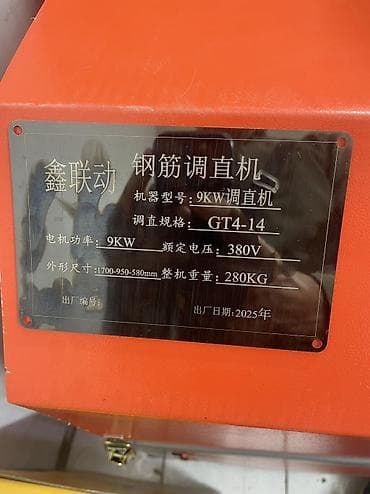 鑫联动 钢筋调直机
机器型号: 9KW调直机
调直规格: GT4-14
电机功率: 9KW 额定电压: 380V
外形尺寸: 1700-950-580mm 整机重量: 280KG
出厂编号: 出厂日期: 2025年